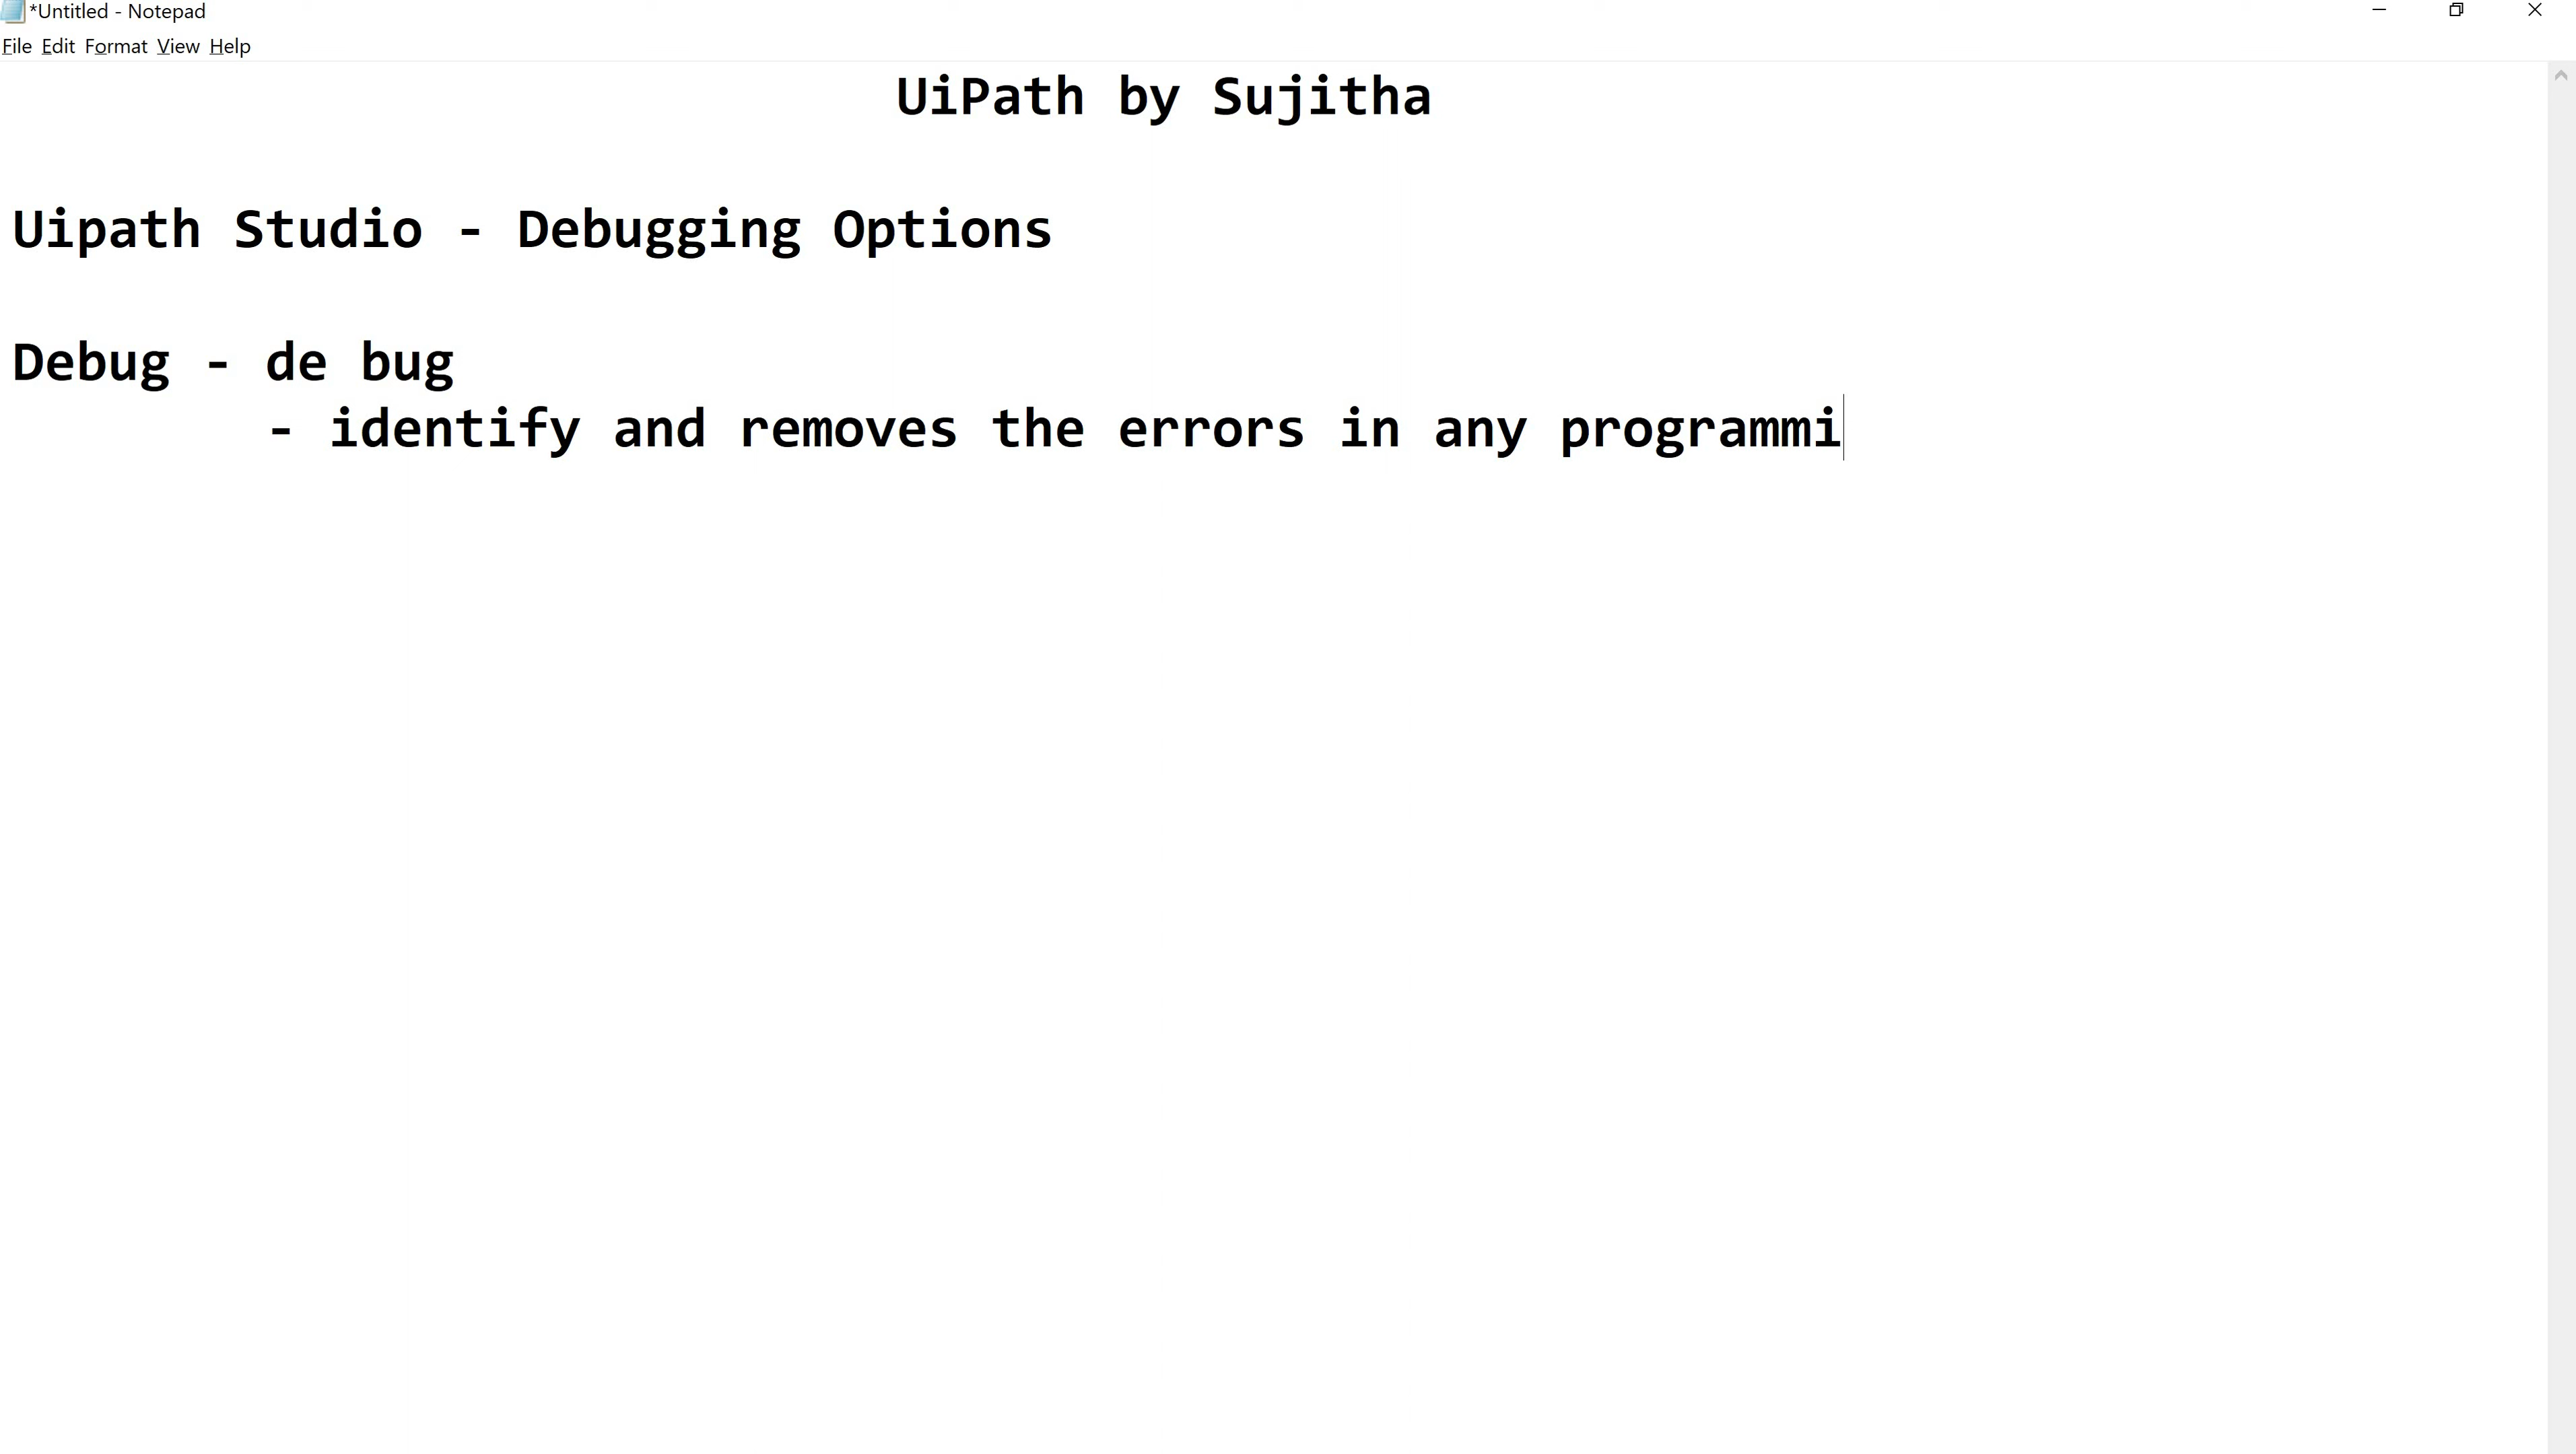 *Untitled - Notepad
File Edit Format View Help
UiPath by Sujitha
Uipath Studio - Debugging Options
Debug - de bug
- identify and removes the errors in any programmi